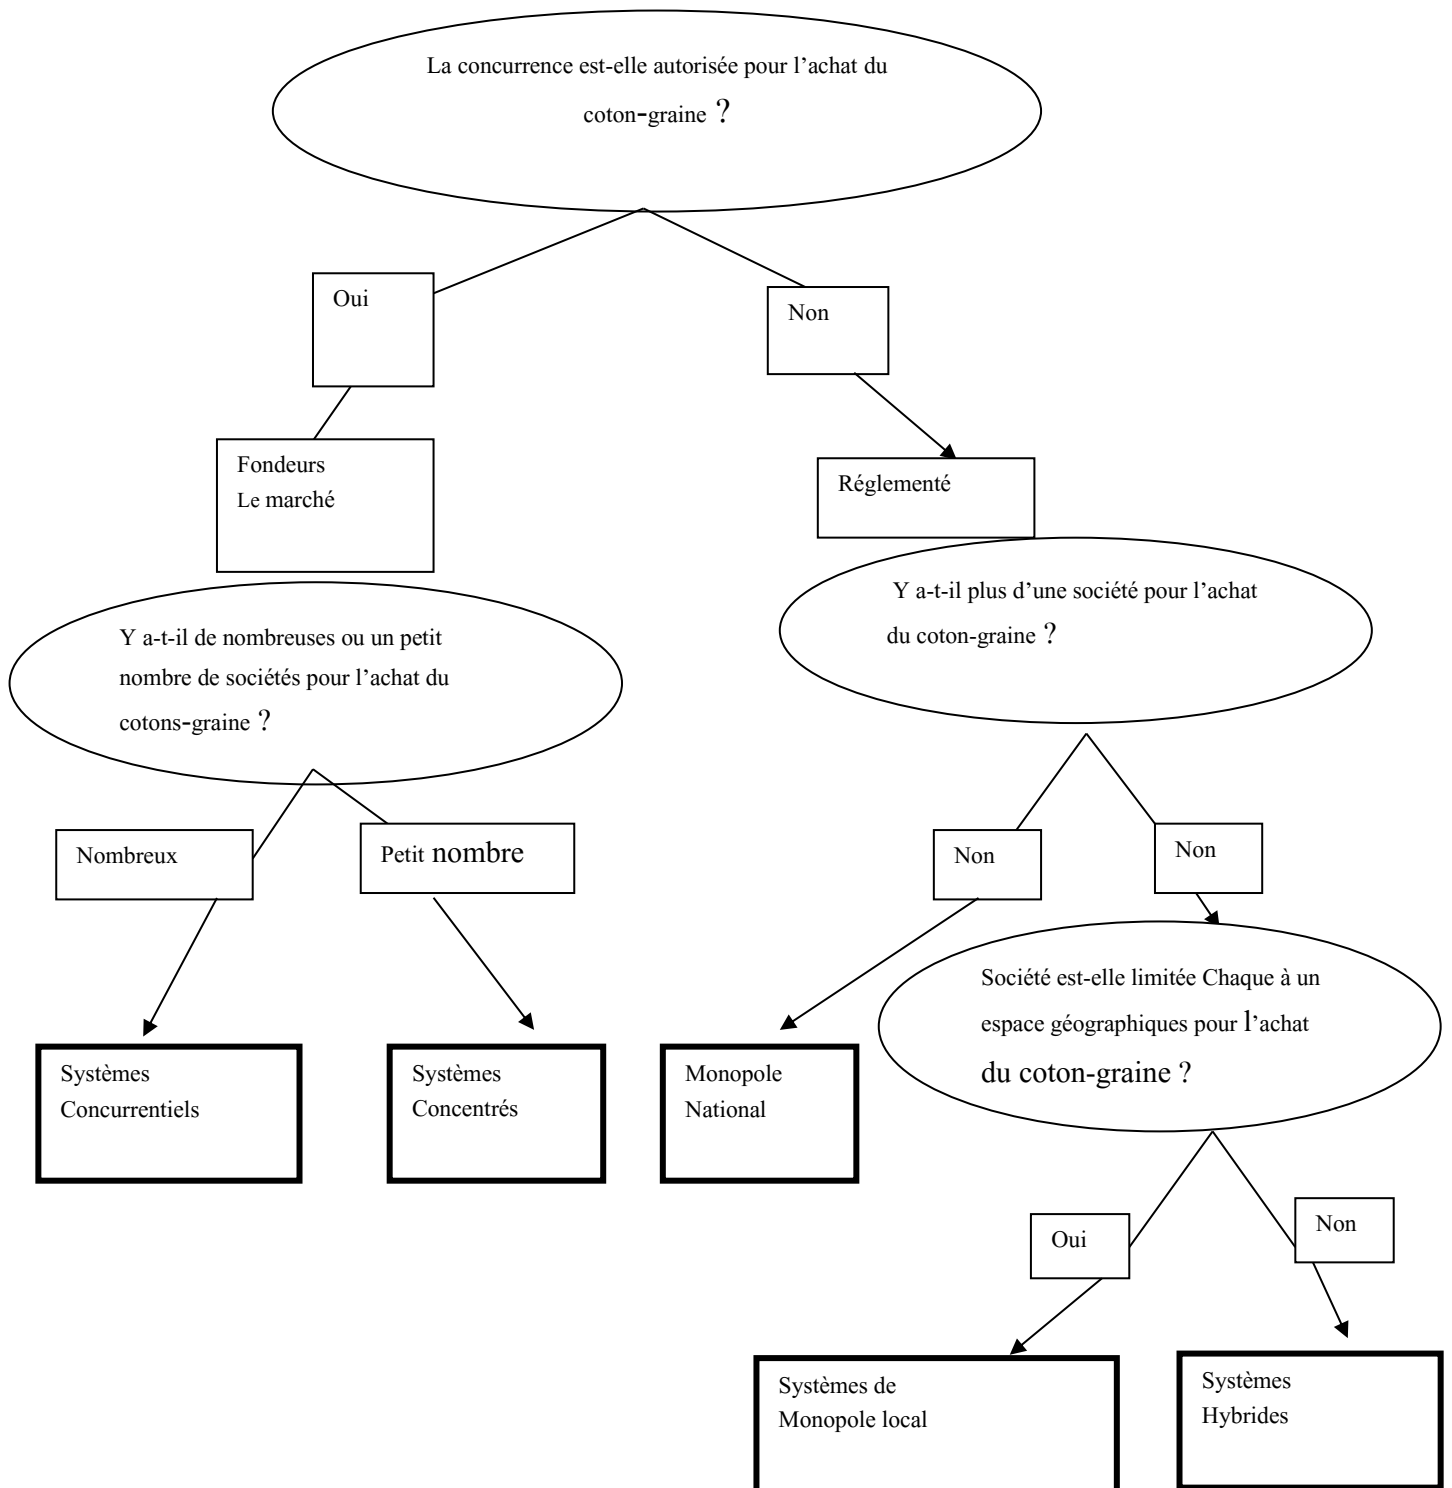 La concurrence est-elle autorisée pour l’achat du
coton-graine ?
Oui
Non
Fondeurs
Le marché
Réglementé
Y a-t-il de nombreuses ou un petit
nombre de sociétés pour l’achat du
cotons-graine ?
Y a-t-il plus d’une société pour l’achat
du coton-graine ?
Nombreux
Petit nombre
Non
Non
Société est-elle limitée Chaque à un
espace géographiques pour l’achat
du coton-graine ?
Systèmes
Concurrentiels
Systèmes
Concentrés
Monopole
National
Oui
Non
Systèmes de
Monopole local
Systèmes
Hybrides